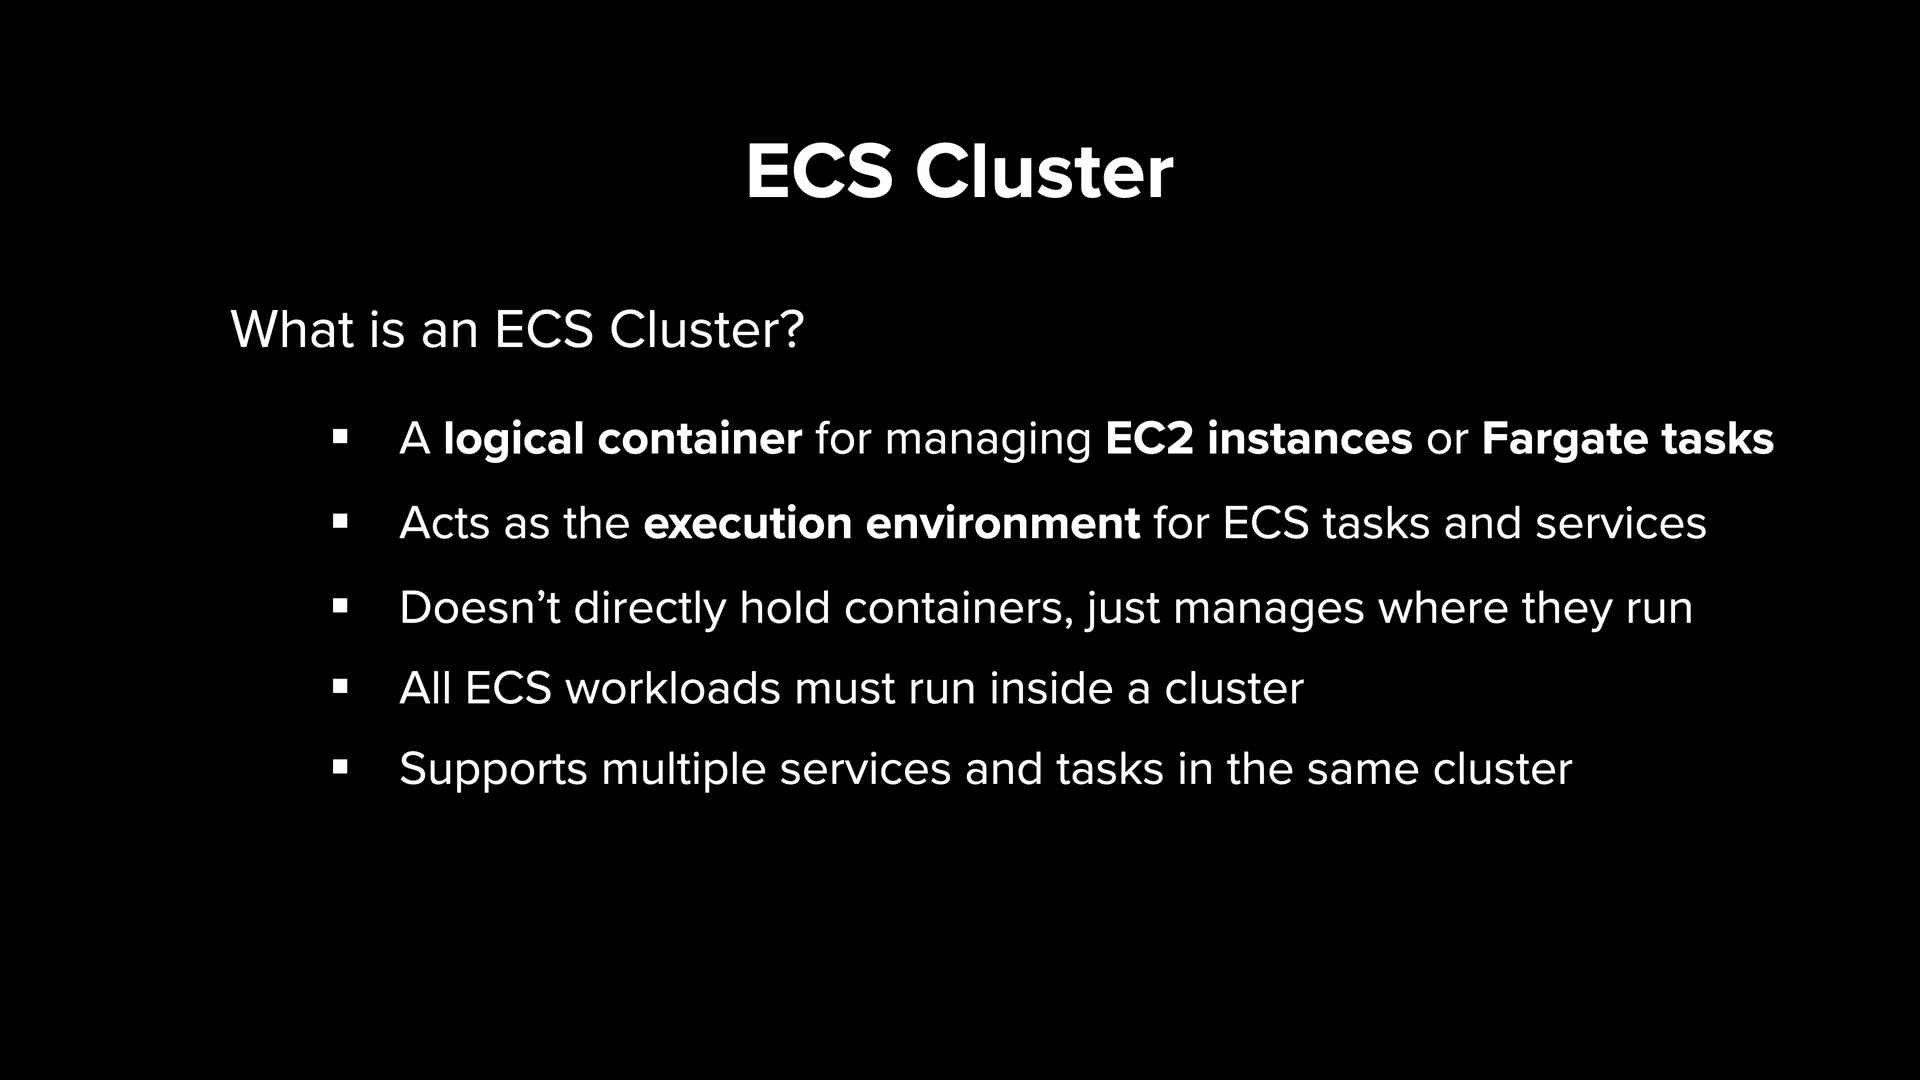 ECS Cluster
What is an ECS Cluster?
▪ A logical container for managing EC2 instances or Fargate tasks
▪ Acts as the execution environment for ECS tasks and services
▪ Doesn’t directly hold containers, just manages where they run
▪ All ECS workloads must run inside a cluster
▪ Supports multiple services and tasks in the same cluster